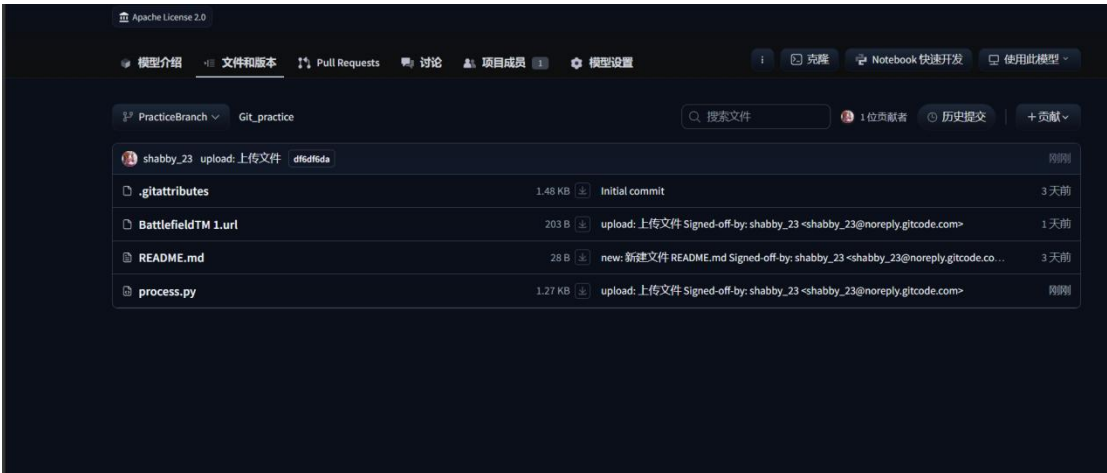 Apache License 2.0
模型介绍 文件和版本 Pull Requests 讨论 项目成员 1 模型设置 克隆 Notebook 快速开发 使用此模型
PracticeBranch Git_practice 搜索文件 1 位贡献者 历史提交 +贡献
shabby_23 upload: 上传文件 df6df6da 刚刚
.gitattributes 1.48 KB Initial commit 3 天前
BattlefieldTM 1.url 203 B upload: 上传文件 Signed-off-by: shabby_23 <shabby_23@noreply.gitcode.com> 1 天前
README.md 28 B new: 新建文件 README.md Signed-off-by: shabby_23 <shabby_23@noreply.gitcode.co... 3 天前
process.py 1.27 KB upload: 上传文件 Signed-off-by: shabby_23 <shabby_23@noreply.gitcode.com> 刚刚